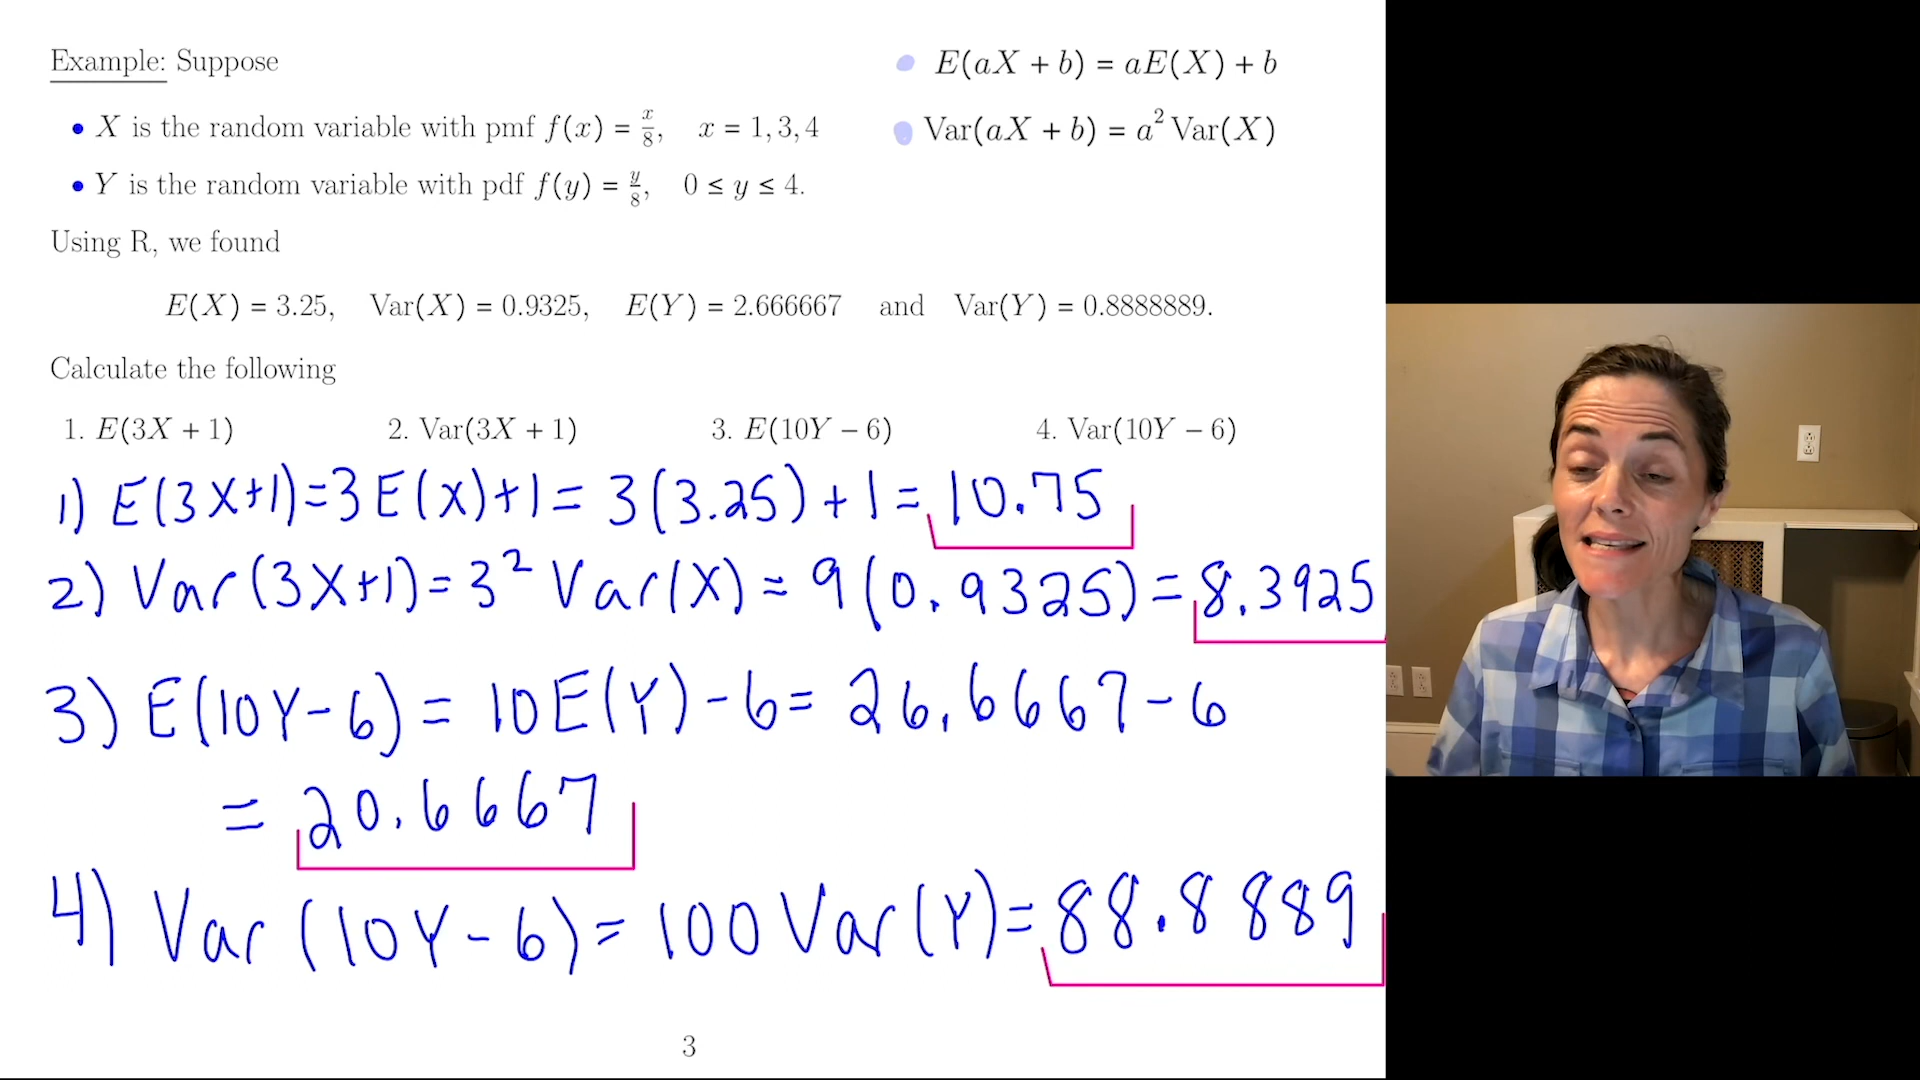 Example: Suppose
• X is the random variable with pmf f(x) = x/8, x = 1, 3, 4
• Y is the random variable with pdf f(y) = y/8, 0 ≤ y ≤ 4.
• E(aX + b) = aE(X) + b
• Var(aX + b) = a² Var(X)
Using R, we found
E(X) = 3.25, Var(X) = 0.9325, E(Y) = 2.666667 and Var(Y) = 0.8888889.
Calculate the following
1. E(3X + 1) 2. Var(3X + 1) 3. E(10Y − 6) 4. Var(10Y − 6)
1) E(3X+1)=3E(X)+1= 3(3.25)+1= 10.75
2) Var(3X+1)=3² Var(X)= 9(0.9325)=8.3925
3) E(10Y-6)= 10E(Y)-6= 26.6667-6
= 20.6667
4) Var(10Y-6)= 100Var(Y)=88.8889
3